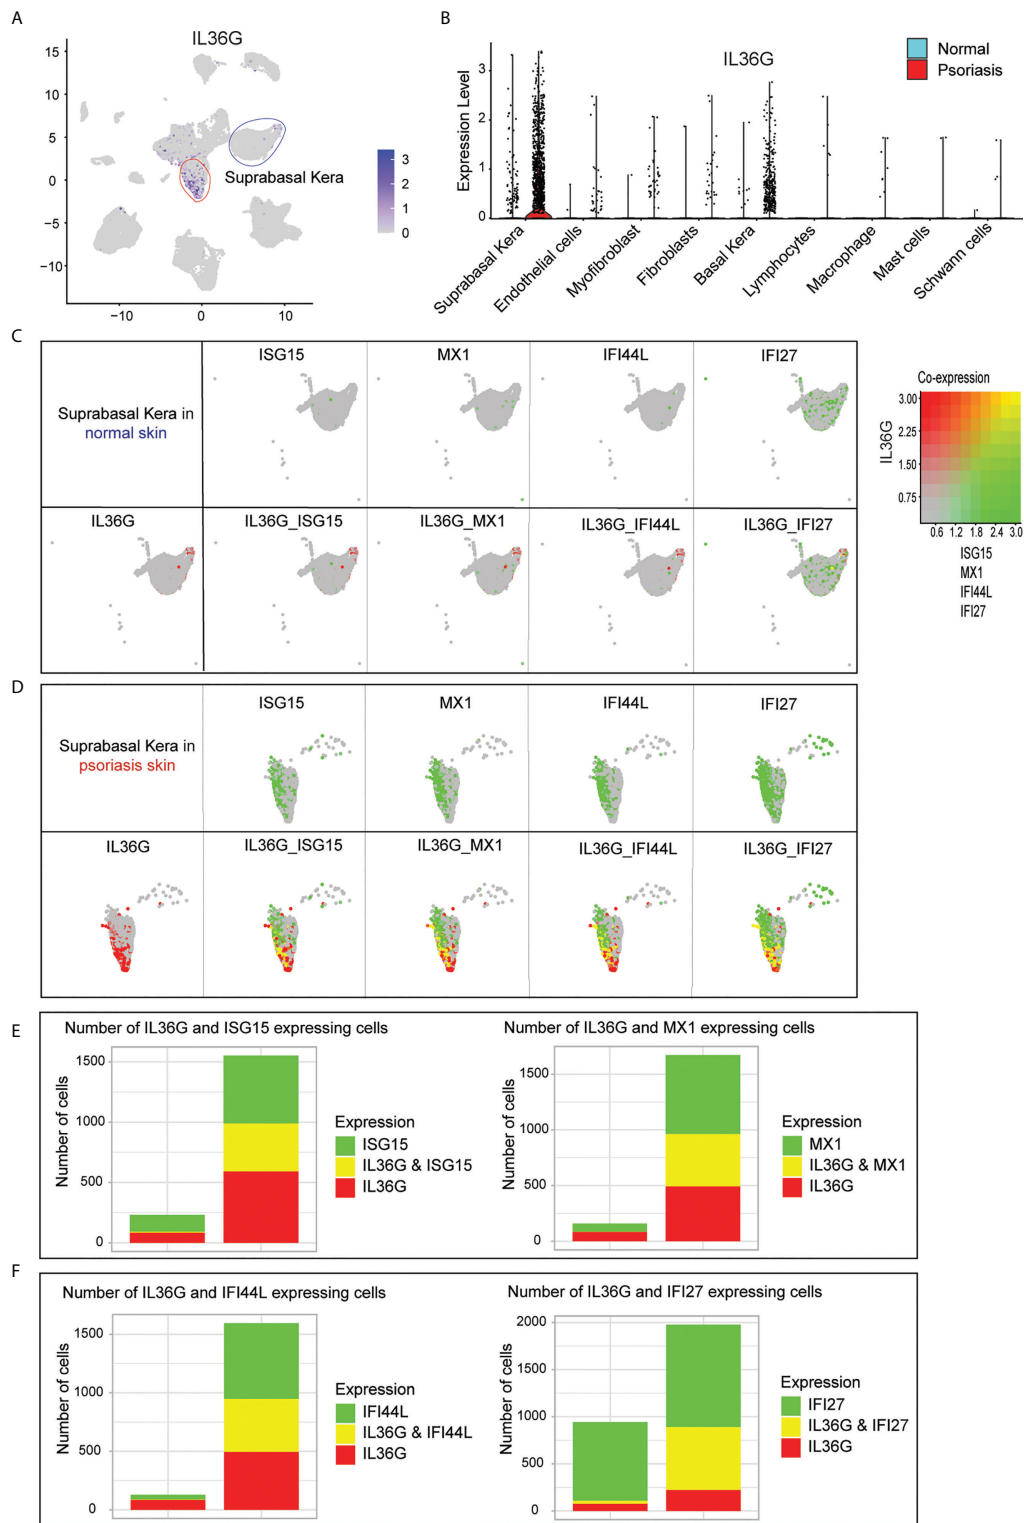 A
IL36G
15
10
5
0
−5
−10
−10
0
10
Suprabasal Kera
3
2
1
0
B
IL36G
Normal
Psoriasis
Expression Level
3
2
1
0
Suprabasal Kera
Endothelial cells
Myofibroblast
Fibroblasts
Basal Kera
Lymphocytes
Macrophage
Mast cells
Schwann cells
C
Suprabasal Kera in
normal skin
ISG15
MX1
IFI44L
IFI27
IL36G
IL36G_ISG15
IL36G_MX1
IL36G_IFI44L
IL36G_IFI27
Co-expression
IL36G
3.00
2.25
1.50
0.75
0.6 1.2 1.8 2.4 3.0
ISG15
MX1
IFI44L
IFI27
D
Suprabasal Kera in
psoriasis skin
ISG15
MX1
IFI44L
IFI27
IL36G
IL36G_ISG15
IL36G_MX1
IL36G_IFI44L
IL36G_IFI27
E
Number of IL36G and ISG15 expressing cells
Number of cells
1500
1000
500
0
Expression
ISG15
IL36G & ISG15
IL36G
Number of IL36G and MX1 expressing cells
Number of cells
1500
1000
500
0
Expression
MX1
IL36G & MX1
IL36G
F
Number of IL36G and IFI44L expressing cells
Number of cells
1500
1000
500
0
Expression
IFI44L
IL36G & IFI44L
IL36G
Number of IL36G and IFI27 expressing cells
Number of cells
2000
1500
1000
500
0
Expression
IFI27
IL36G & IFI27
IL36G